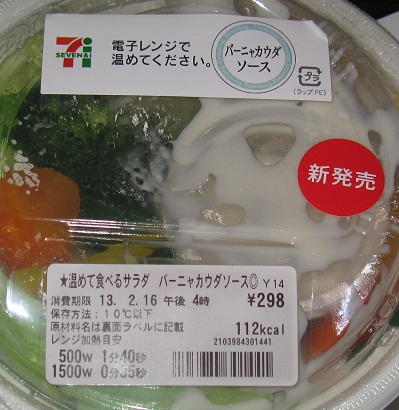 SEVEN&i
電子レンジで
温めてください。
バーニャカウダ
ソース
プラ
(ラップ:PE)
新発売
★温めて食べるサラダ バーニャカウダソース◎ Y14
消費期限 13. 2.16 午後 4時 ¥298
保存方法:10℃以下
原材料名は裏面ラベルに記載 112kcal
レンジ加熱目安
2103984301441
500W 1分40秒
1500W 0分35秒